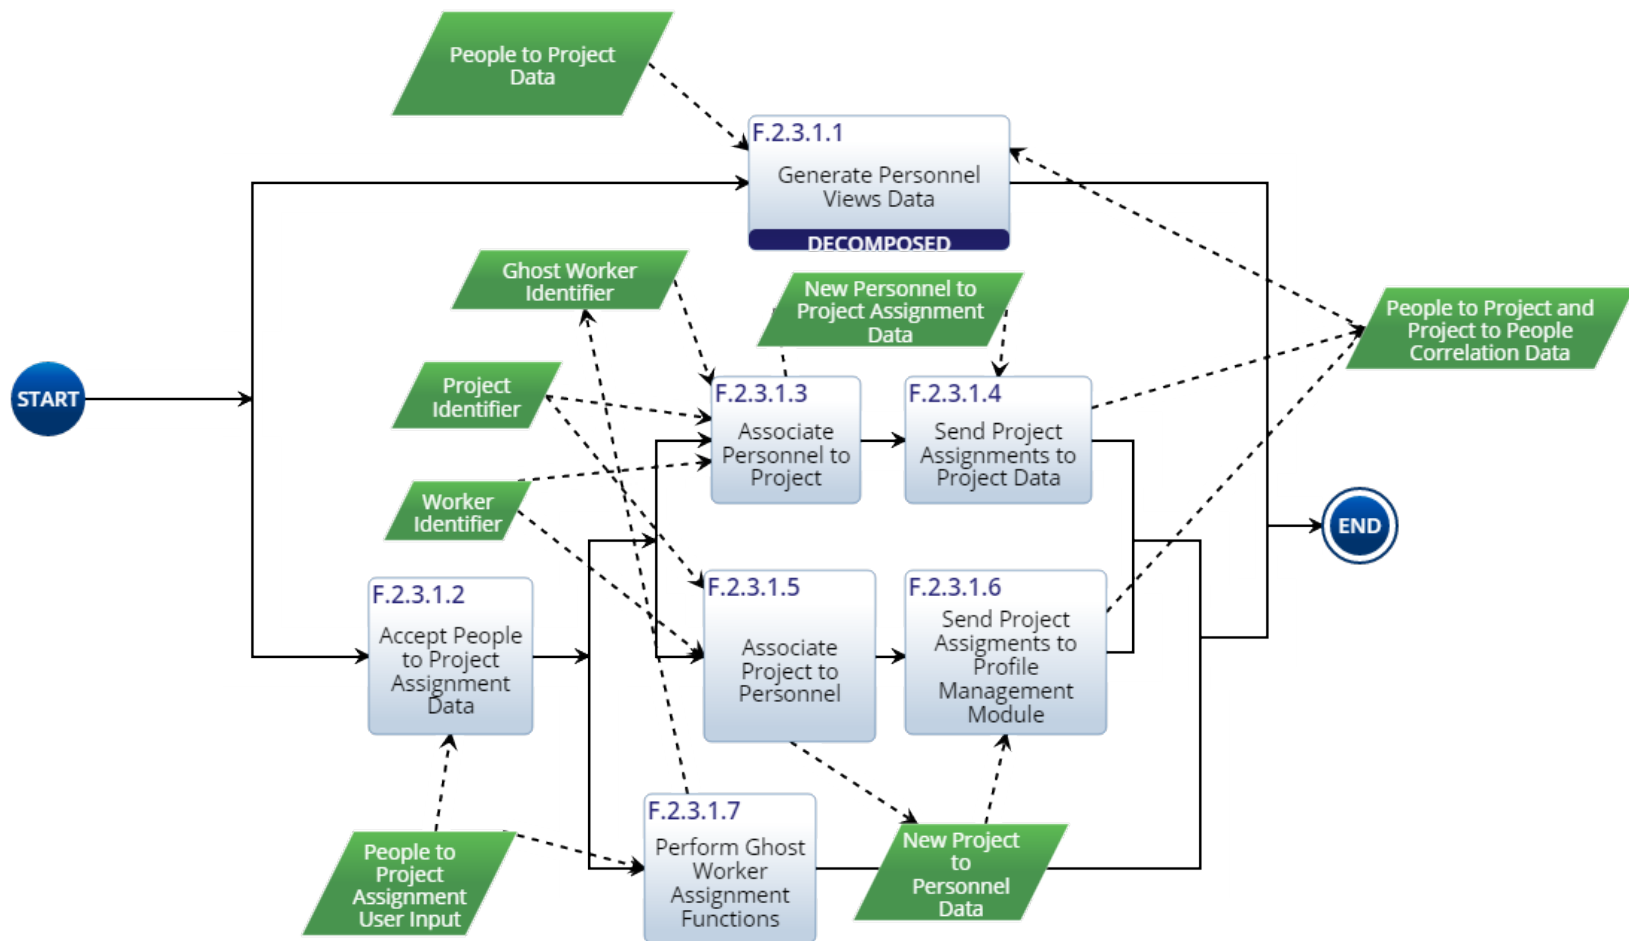 People to Project
Data
F.2.3.1.1
Generate Personnel
Views Data
DECOMPOSED
Ghost Worker
Identifier
New Personnel to
Project Assignment
Data
People to Project and
Project to People
Correlation Data
START
Project
Identifier
F.2.3.1.3
Associate
Personnel to
Project
F.2.3.1.4
Send Project
Assignments to
Project Data
Worker
Identifier
END
F.2.3.1.2
Accept People
to Project
Assignment
Data
F.2.3.1.5
Associate
Project to
Personnel
F.2.3.1.6
Send Project
Assigments to
Profile
Management
Module
F.2.3.1.7
Perform Ghost
Worker
Assignment
Functions
People to
Project
Assignment
User Input
New Project
to
Personnel
Data